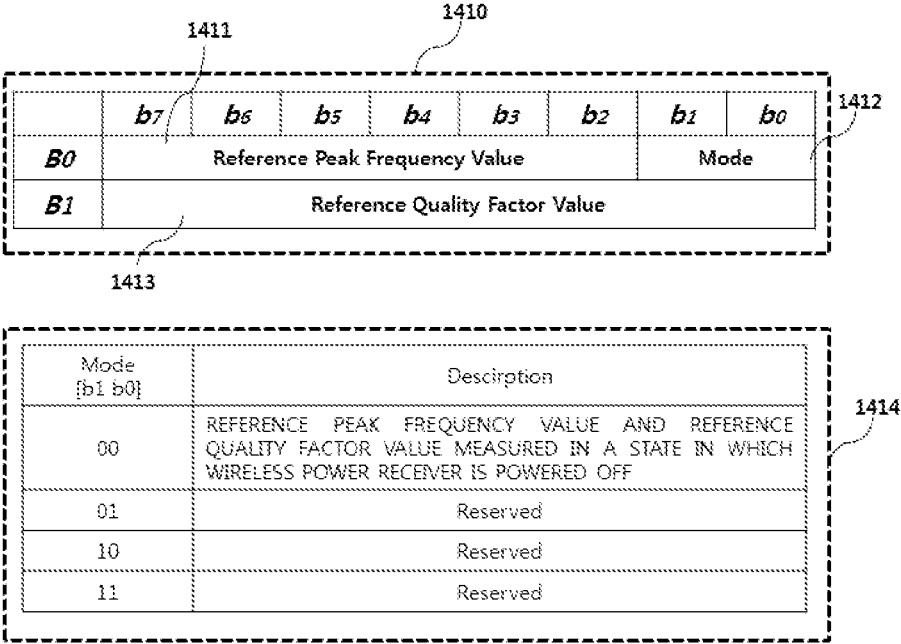 1410
1411
b7 b6 b5 b4 b3 b2 b1 b0
1412
B0 Reference Peak Frequency Value Mode
B1 Reference Quality Factor Value
1413
Mode
[b1 b0]
Descirption
1414
00
REFERENCE PEAK FREQUENCY VALUE AND REFERENCE
QUALITY FACTOR VALUE MEASURED IN A STATE IN WHICH
WIRELESS POWER RECEIVER IS POWERED OFF
01 Reserved
10 Reserved
11 Reserved